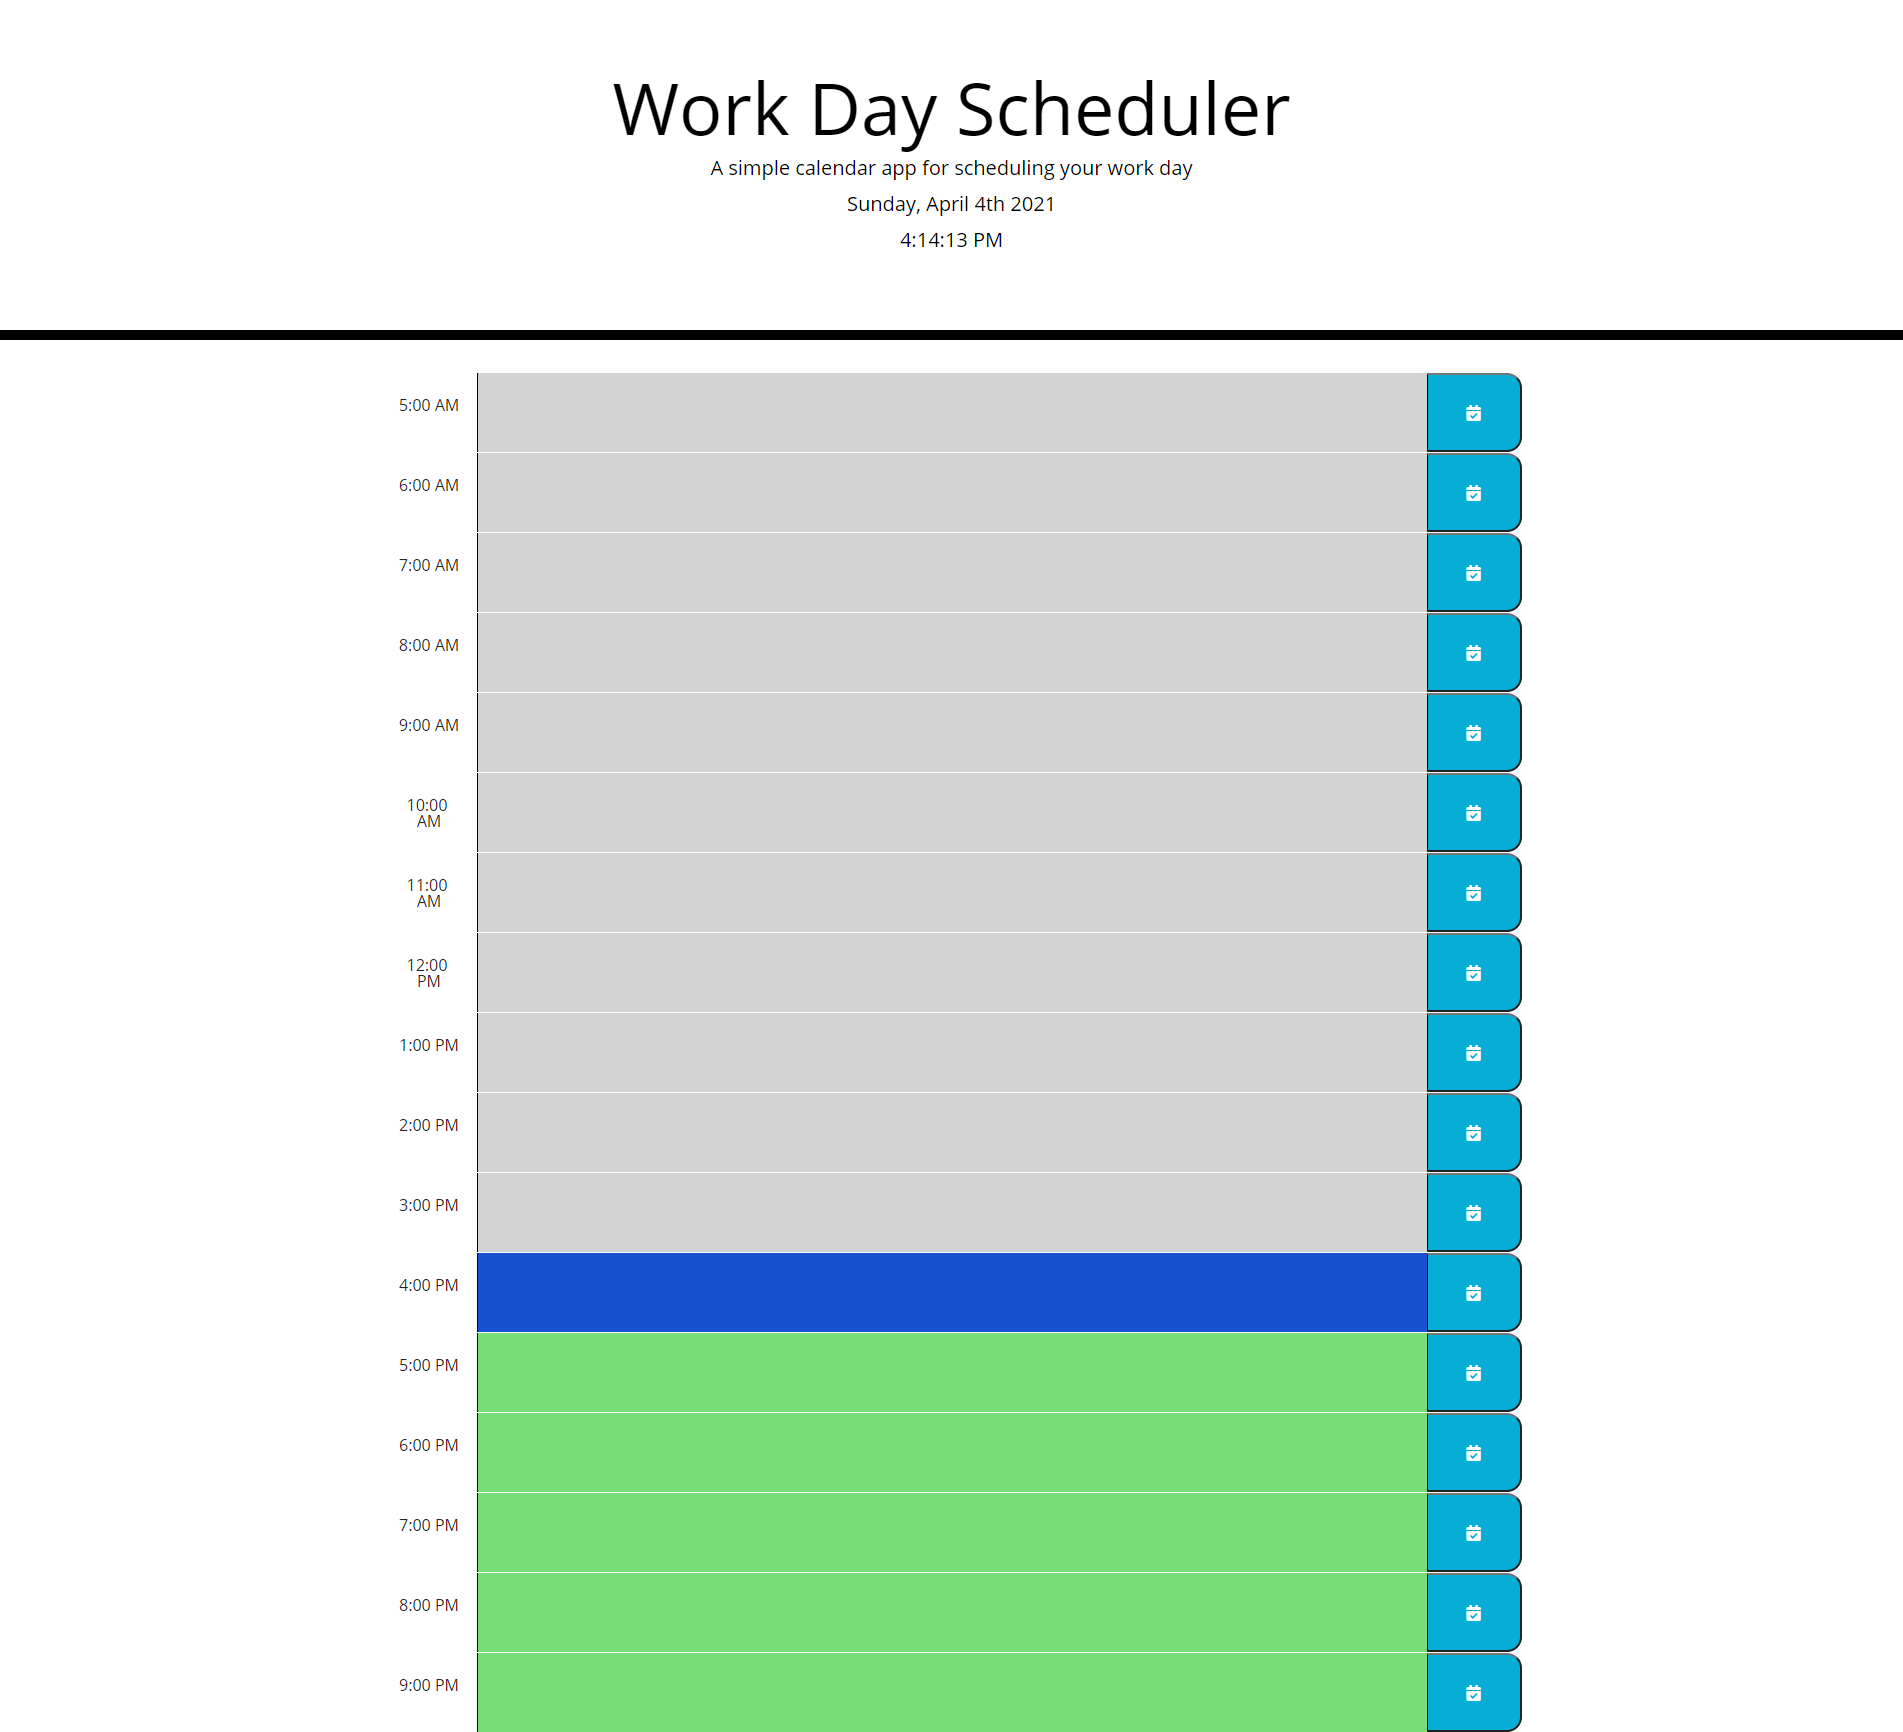 Work Day Scheduler
A simple calendar app for scheduling your work day
Sunday, April 4th 2021
4:14:13 PM
5:00 AM
6:00 AM
7:00 AM
8:00 AM
9:00 AM
10:00
AM
11:00
AM
12:00
PM
1:00 PM
2:00 PM
3:00 PM
4:00 PM
5:00 PM
6:00 PM
7:00 PM
8:00 PM
9:00 PM